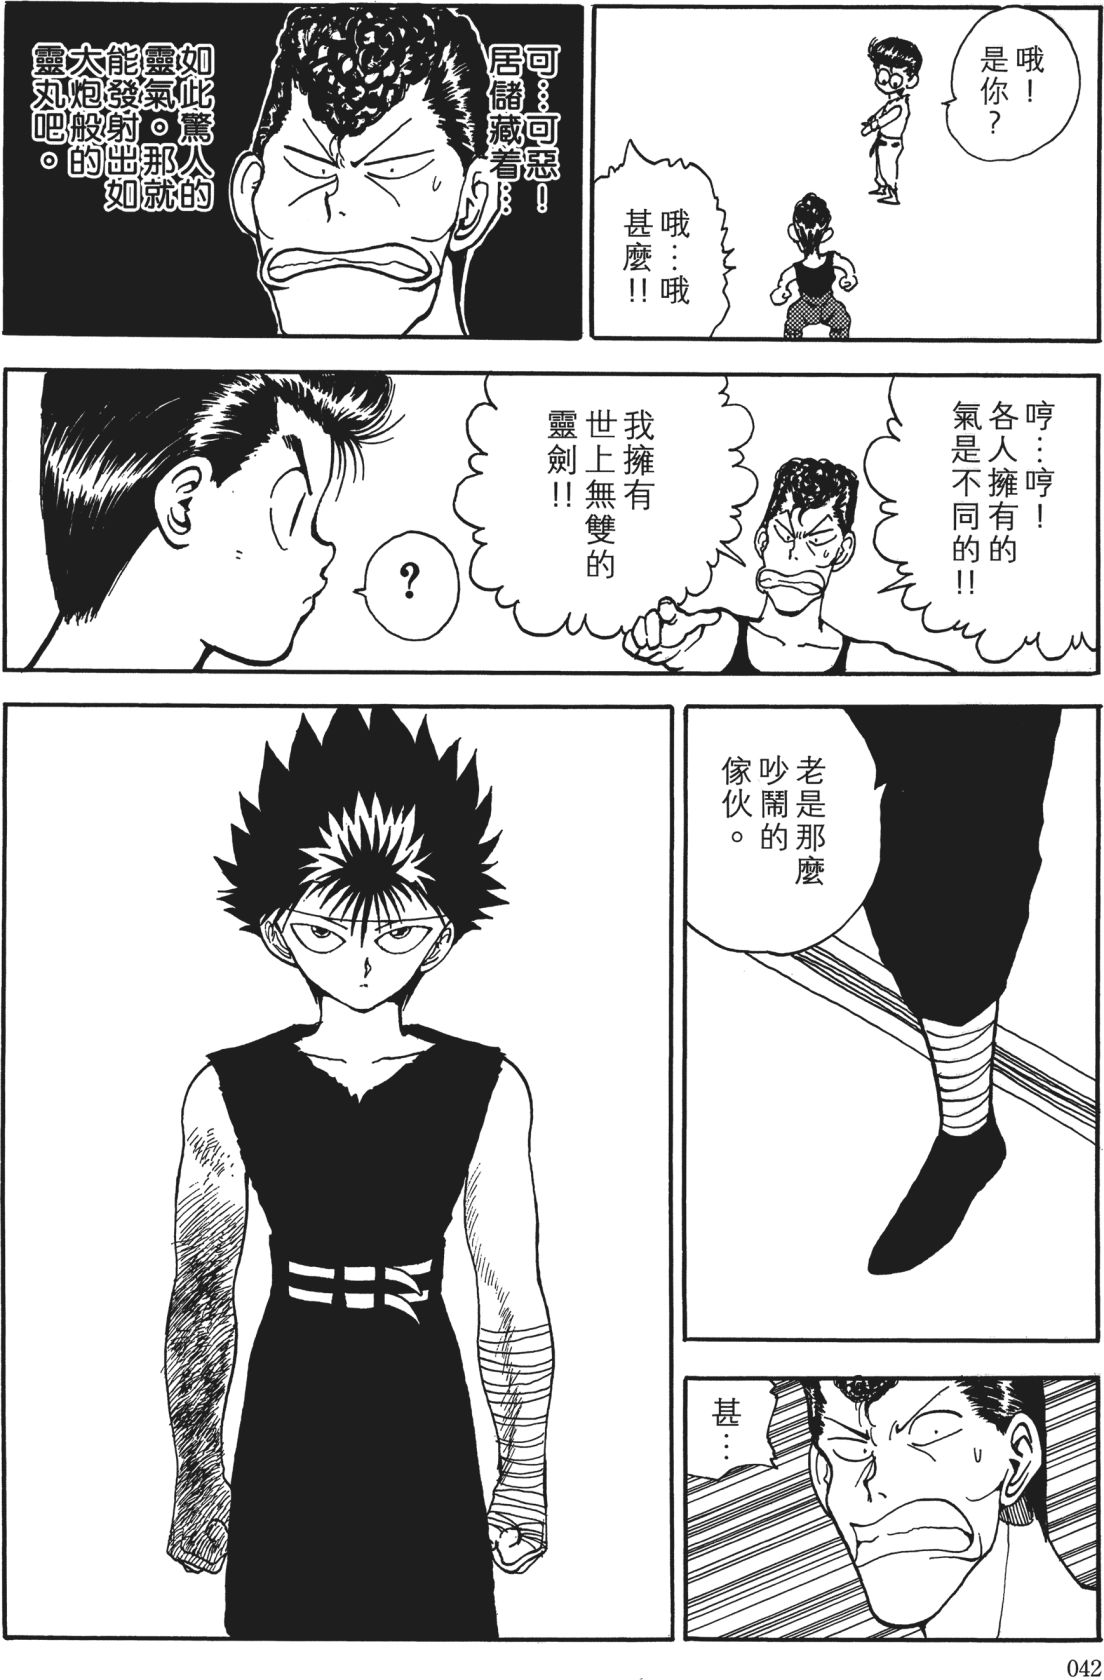 哦！
是你？
哦…哦
甚麼!!
可…可惡！
居儲藏着…
如此驚人的
靈氣。那就
能發射出如
大炮般的
靈丸吧。
哼…哼！
各人擁有的
氣是不同的!!
我擁有
世上無雙的
靈劍!!
？
老是那麼
吵鬧的
傢伙。
甚…
042